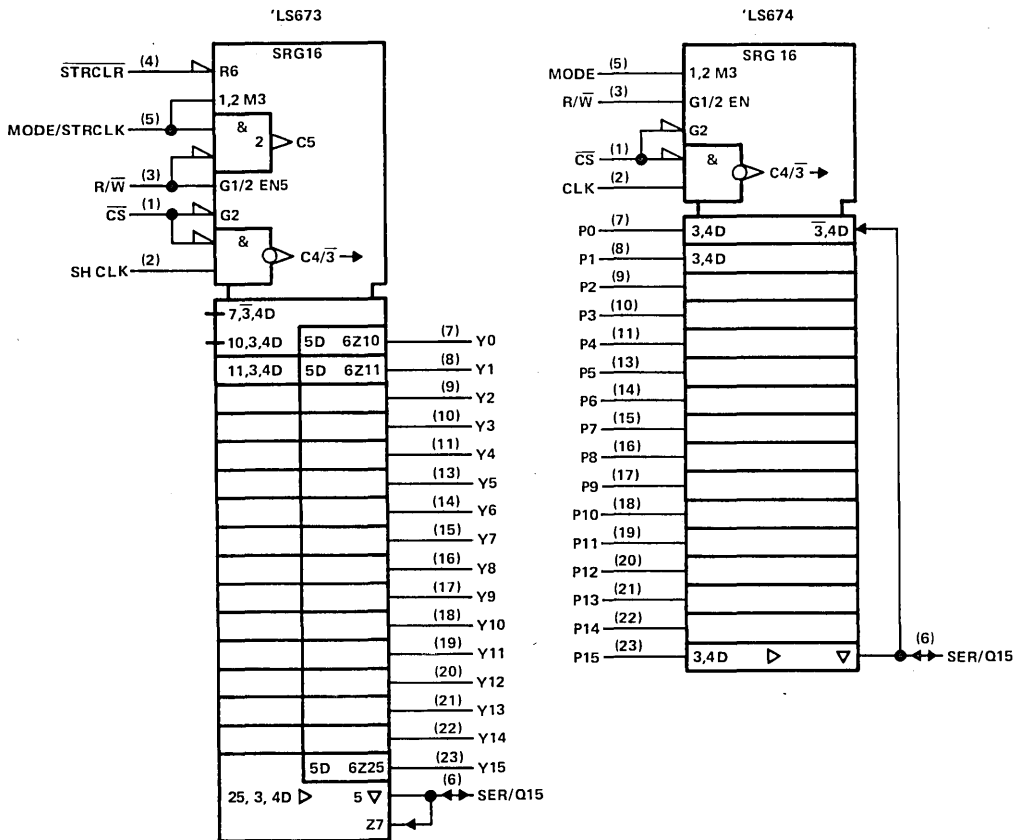 'LS673
SRG16
STRCLR (4) R6
1,2 M3
MODE/STRCLK (5) &
2 C5
R/W (3) G1/2 EN5
CS (1) G2
&
C4/3
SH CLK (2)
7,3,4D
10,3,4D 5D 6Z10 (7) Y0
11,3,4D 5D 6Z11 (8) Y1
(9) Y2
(10) Y3
(11) Y4
(13) Y5
(14) Y6
(15) Y7
(16) Y8
(17) Y9
(18) Y10
(19) Y11
(20) Y12
(21) Y13
(22) Y14
5D 6Z25 (23) Y15
25, 3, 4D 5 (6) SER/Q15
Z7
'LS674
SRG 16
MODE (5) 1,2 M3
R/W (3) G1/2 EN
G2
CS (1) &
C4/3
CLK (2)
P0 (7) 3,4D 3,4D
P1 (8) 3,4D
P2 (9)
P3 (10)
P4 (11)
P5 (13)
P6 (14)
P7 (15)
P8 (16)
P9 (17)
P10 (18)
P11 (19)
P12 (20)
P13 (21)
P14 (22)
P15 (23) 3,4D (6) SER/Q15